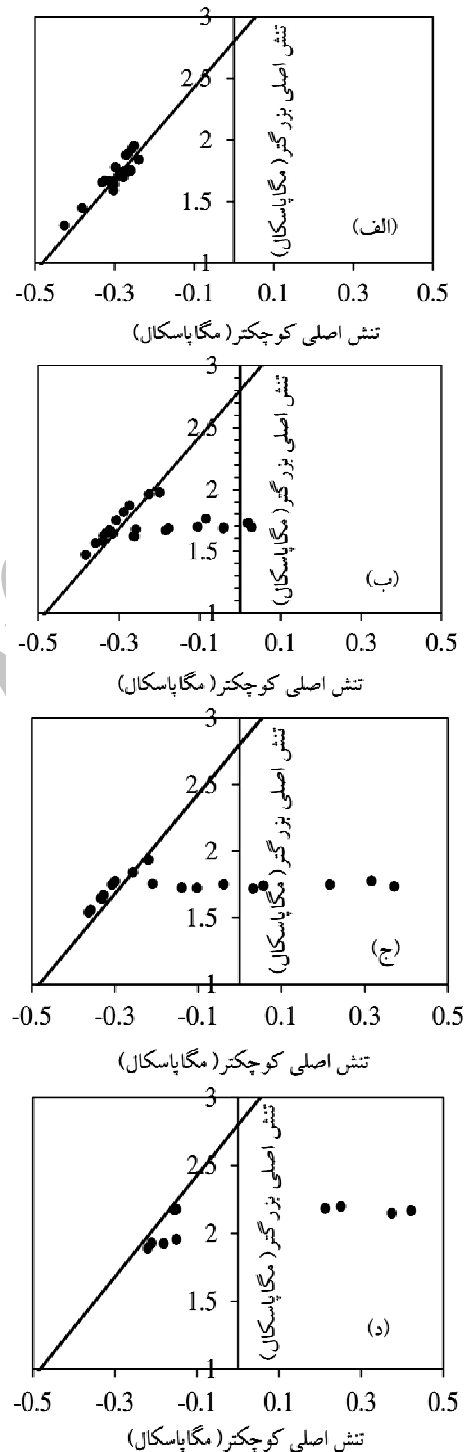 3
2.5
2
1.5
1
-0.5 -0.3 -0.1 0.1 0.3 0.5
تنش اصلی بزرگتر( مگاپاسکال)
(الف)
تنش اصلی کوچکتر( مگاپاسکال)
3
2.5
2
1.5
1
-0.5 -0.3 -0.1 0.1 0.3 0.5
تنش اصلی بزرگتر( مگاپاسکال)
(ب)
تنش اصلی کوچکتر( مگاپاسکال)
3
2.5
2
1.5
1
-0.5 -0.3 -0.1 0.1 0.3 0.5
تنش اصلی بزرگتر( مگاپاسکال)
(ج)
تنش اصلی کوچکتر( مگاپاسکال)
3
2.5
2
1.5
1
-0.5 -0.3 -0.1 0.1 0.3 0.5
تنش اصلی بزرگتر( مگاپاسکال)
(د)
تنش اصلی کوچکتر( مگاپاسکال)